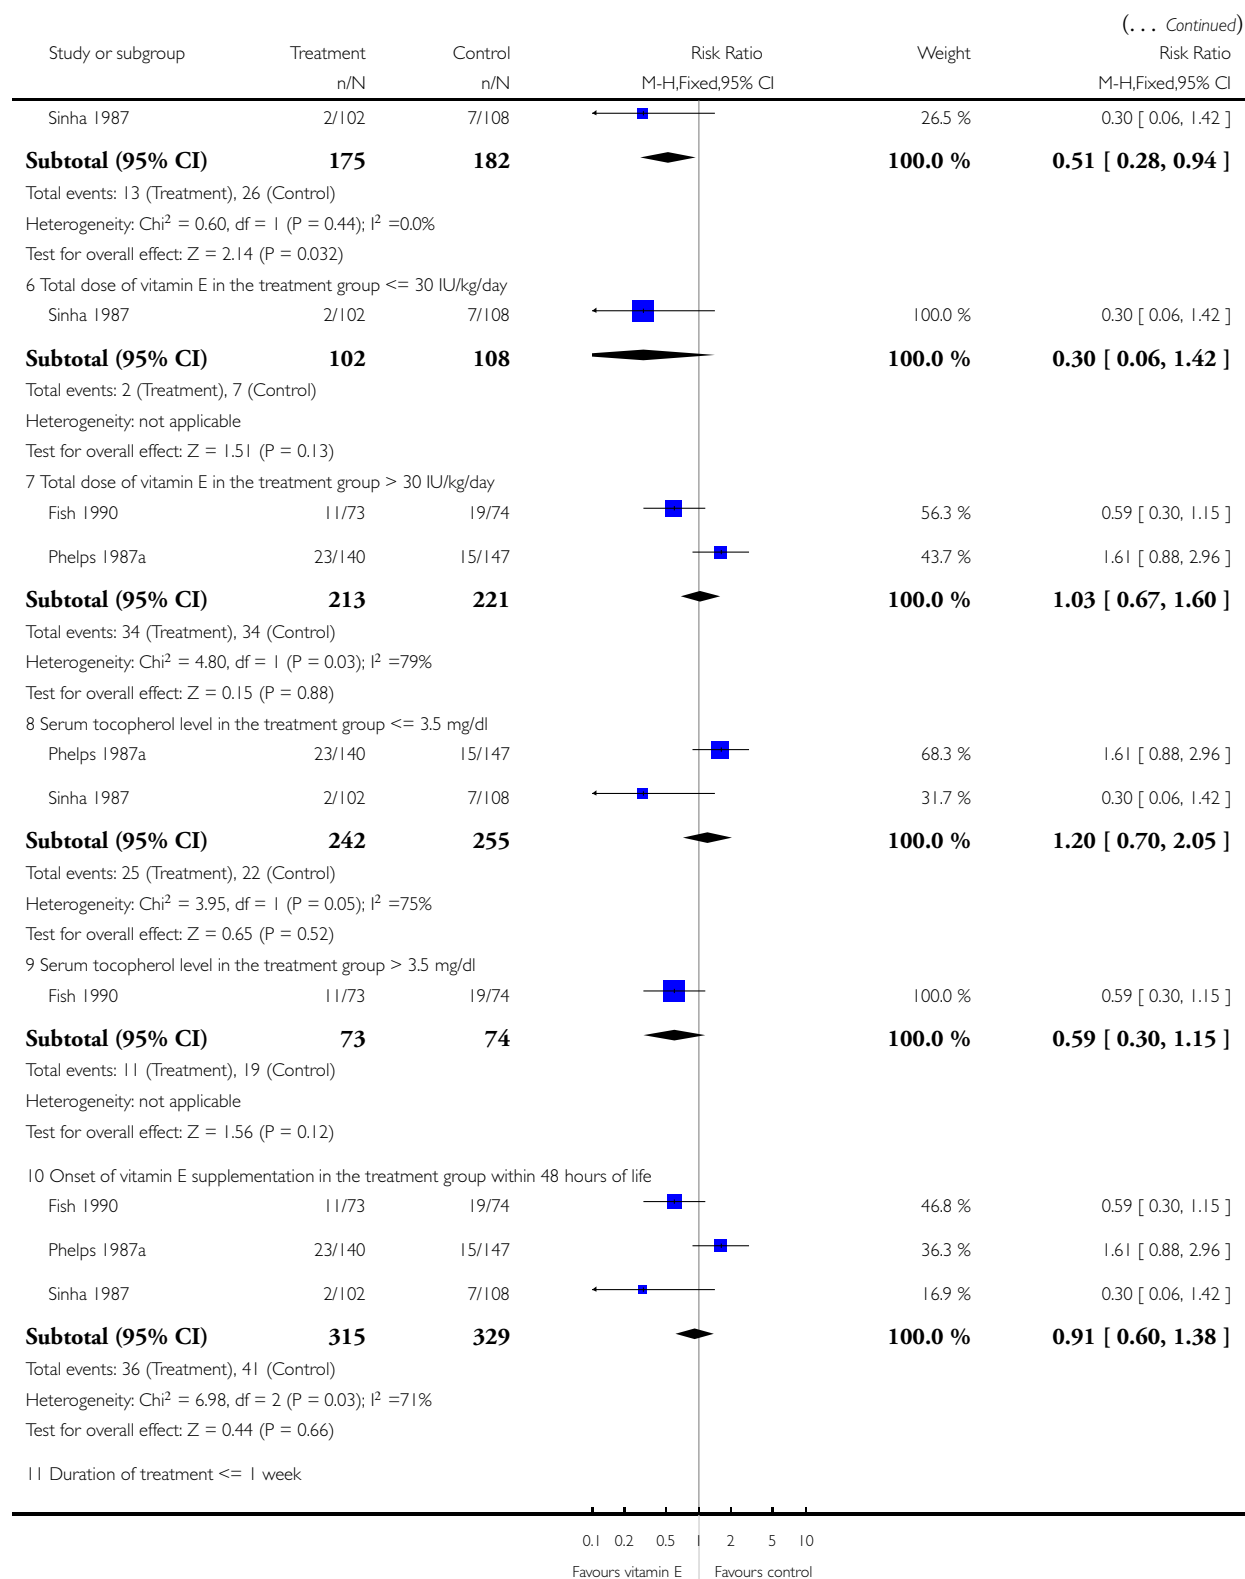 (... Continued)
Study or subgroup Treatment Control Risk Ratio Weight Risk Ratio
n/N n/N M-H,Fixed,95% CI M-H,Fixed,95% CI
Sinha 1987 2/102 7/108 26.5 % 0.30 [ 0.06, 1.42 ]
Subtotal (95% CI) 175 182 100.0 % 0.51 [ 0.28, 0.94 ]
Total events: 13 (Treatment), 26 (Control)
Heterogeneity: Chi² = 0.60, df = 1 (P = 0.44); I² =0.0%
Test for overall effect: Z = 2.14 (P = 0.032)
6 Total dose of vitamin E in the treatment group <= 30 IU/kg/day
Sinha 1987 2/102 7/108 100.0 % 0.30 [ 0.06, 1.42 ]
Subtotal (95% CI) 102 108 100.0 % 0.30 [ 0.06, 1.42 ]
Total events: 2 (Treatment), 7 (Control)
Heterogeneity: not applicable
Test for overall effect: Z = 1.51 (P = 0.13)
7 Total dose of vitamin E in the treatment group > 30 IU/kg/day
Fish 1990 11/73 19/74 56.3 % 0.59 [ 0.30, 1.15 ]
Phelps 1987a 23/140 15/147 43.7 % 1.61 [ 0.88, 2.96 ]
Subtotal (95% CI) 213 221 100.0 % 1.03 [ 0.67, 1.60 ]
Total events: 34 (Treatment), 34 (Control)
Heterogeneity: Chi² = 4.80, df = 1 (P = 0.03); I² =79%
Test for overall effect: Z = 0.15 (P = 0.88)
8 Serum tocopherol level in the treatment group <= 3.5 mg/dl
Phelps 1987a 23/140 15/147 68.3 % 1.61 [ 0.88, 2.96 ]
Sinha 1987 2/102 7/108 31.7 % 0.30 [ 0.06, 1.42 ]
Subtotal (95% CI) 242 255 100.0 % 1.20 [ 0.70, 2.05 ]
Total events: 25 (Treatment), 22 (Control)
Heterogeneity: Chi² = 3.95, df = 1 (P = 0.05); I² =75%
Test for overall effect: Z = 0.65 (P = 0.52)
9 Serum tocopherol level in the treatment group > 3.5 mg/dl
Fish 1990 11/73 19/74 100.0 % 0.59 [ 0.30, 1.15 ]
Subtotal (95% CI) 73 74 100.0 % 0.59 [ 0.30, 1.15 ]
Total events: 11 (Treatment), 19 (Control)
Heterogeneity: not applicable
Test for overall effect: Z = 1.56 (P = 0.12)
10 Onset of vitamin E supplementation in the treatment group within 48 hours of life
Fish 1990 11/73 19/74 46.8 % 0.59 [ 0.30, 1.15 ]
Phelps 1987a 23/140 15/147 36.3 % 1.61 [ 0.88, 2.96 ]
Sinha 1987 2/102 7/108 16.9 % 0.30 [ 0.06, 1.42 ]
Subtotal (95% CI) 315 329 100.0 % 0.91 [ 0.60, 1.38 ]
Total events: 36 (Treatment), 41 (Control)
Heterogeneity: Chi² = 6.98, df = 2 (P = 0.03); I² =71%
Test for overall effect: Z = 0.44 (P = 0.66)
11 Duration of treatment <= 1 week
0.1 0.2 0.5 1 2 5 10
Favours vitamin E Favours control